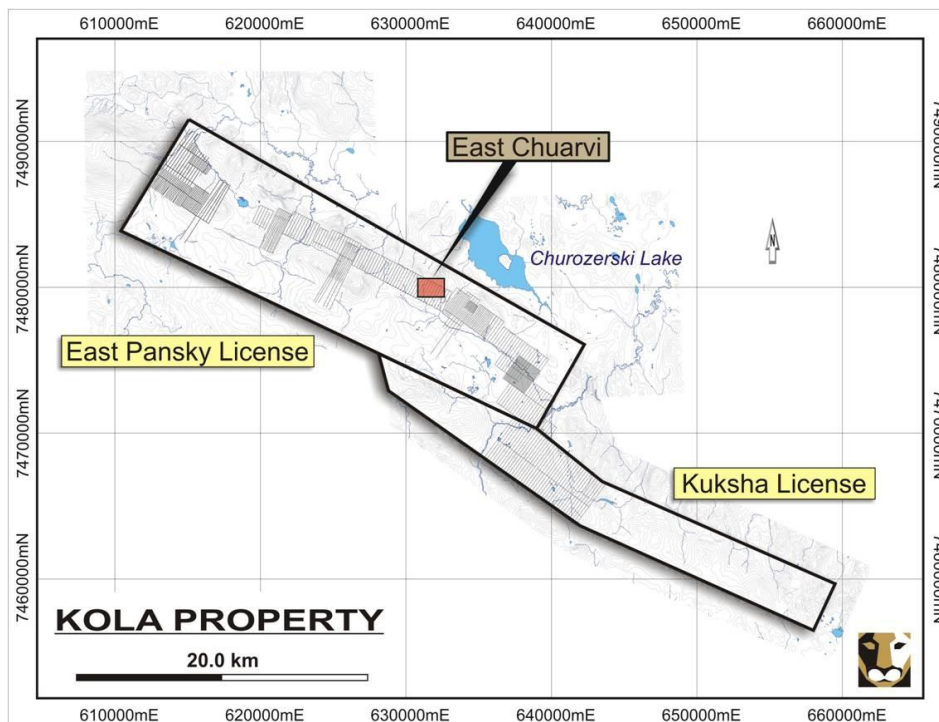 610000mE 620000mE 630000mE 640000mE 650000mE 660000mE
7490000mN
East Chuarvi
N
Churozerski Lake
7480000mN
East Pansky License
7470000mN
Kuksha License
7460000mN
KOLA PROPERTY
20.0 km
610000mE 620000mE 630000mE 640000mE 650000mE 660000mE